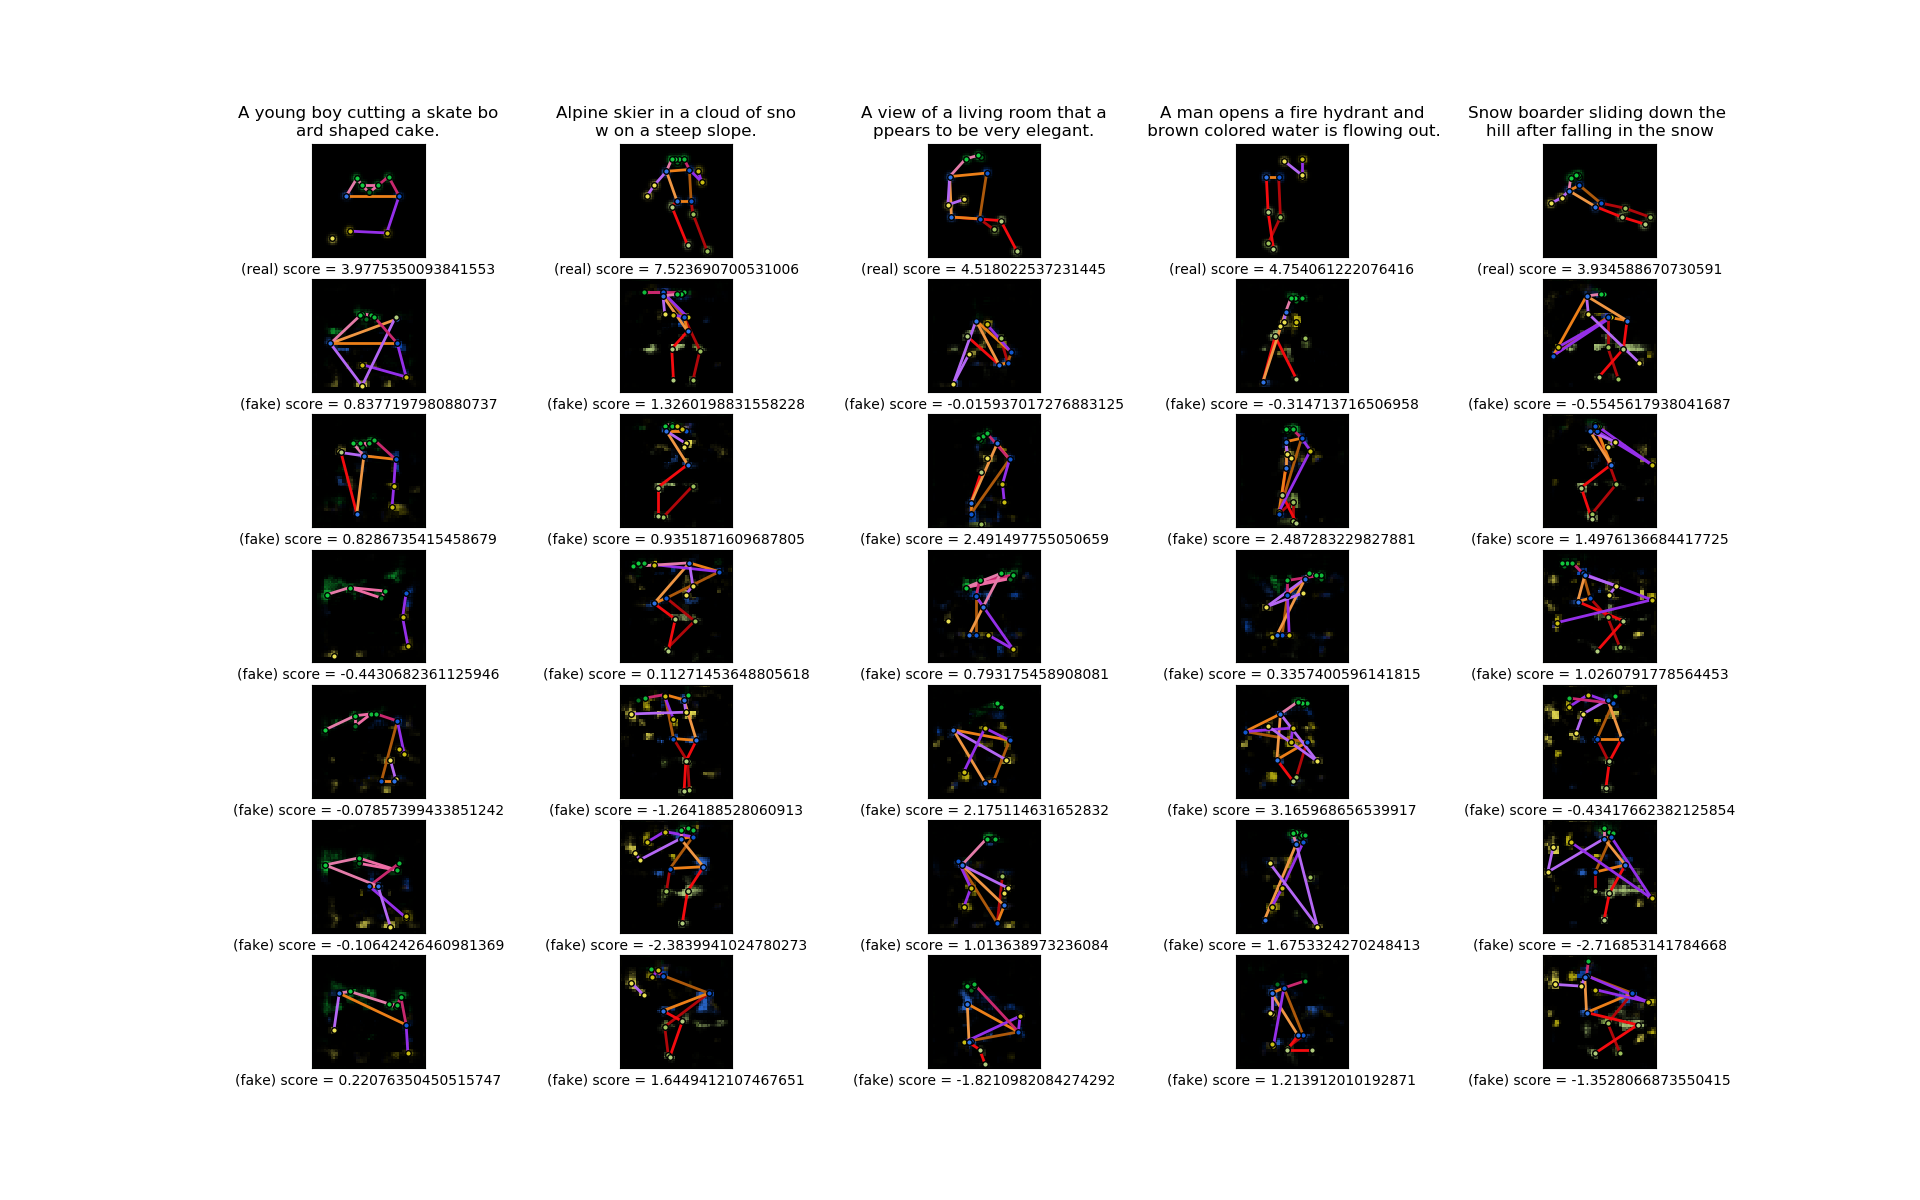 A young boy cutting a skate bo
ard shaped cake.
Alpine skier in a cloud of sno
w on a steep slope.
A view of a living room that a
ppears to be very elegant.
A man opens a fire hydrant and
brown colored water is flowing out.
Snow boarder sliding down the
hill after falling in the snow
(real) score = 3.9775350093841553
(real) score = 7.523690700531006
(real) score = 4.518022537231445
(real) score = 4.754061222076416
(real) score = 3.934588670730591
(fake) score = 0.8377197980880737
(fake) score = 1.3260198831558228
(fake) score = -0.015937017276883125
(fake) score = -0.314713716506958
(fake) score = -0.5545617938041687
(fake) score = 0.8286735415458679
(fake) score = 0.9351871609687805
(fake) score = 2.491497755050659
(fake) score = 2.487283229827881
(fake) score = 1.4976136684417725
(fake) score = -0.4430682361125946
(fake) score = 0.11271453648805618
(fake) score = 0.793175458908081
(fake) score = 0.3357400596141815
(fake) score = 1.0260791778564453
(fake) score = -0.07857399433851242
(fake) score = -1.264188528060913
(fake) score = 2.175114631652832
(fake) score = 3.165968656539917
(fake) score = -0.43417662382125854
(fake) score = -0.10642426460981369
(fake) score = -2.3839941024780273
(fake) score = 1.013638973236084
(fake) score = 1.6753324270248413
(fake) score = -2.716853141784668
(fake) score = 0.22076350450515747
(fake) score = 1.6449412107467651
(fake) score = -1.8210982084274292
(fake) score = 1.213912010192871
(fake) score = -1.3528066873550415